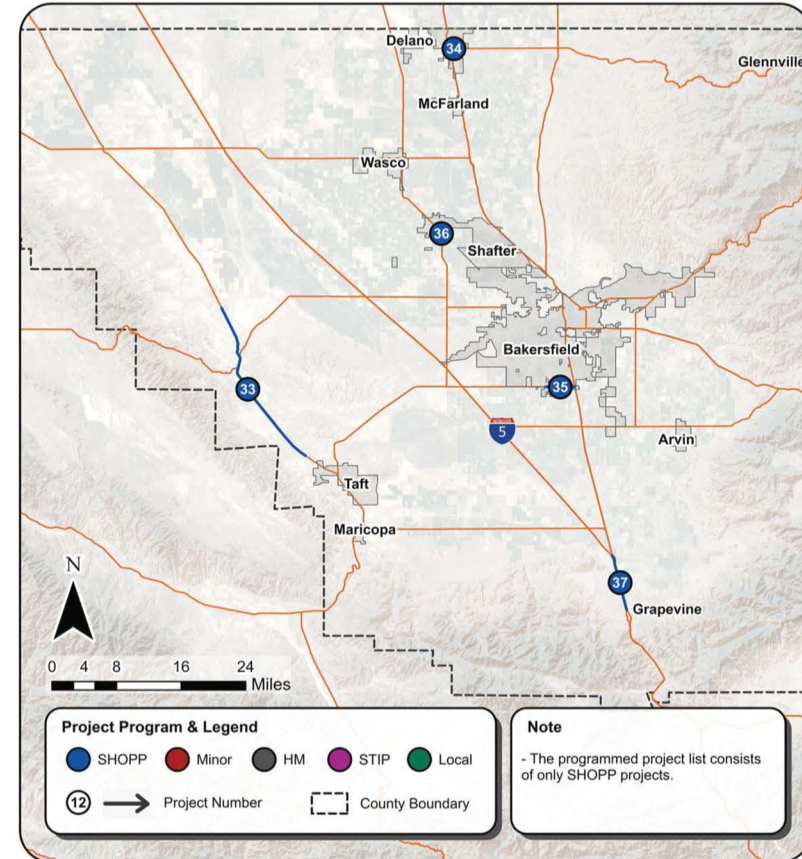 Delano
34
Glennville
McFarland
Wasco
36
Shafter
Bakersfield
33
35
5
Arvin
Taft
Maricopa
N
37
Grapevine
0 4 8 16 24
Miles
Project Program & Legend
SHOPP Minor HM STIP Local
12 Project Number County Boundary
Note
- The programmed project list consists
of only SHOPP projects.